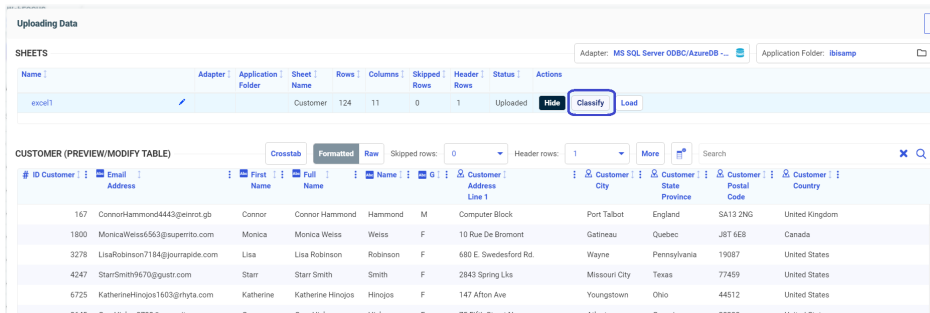 Uploading Data
SHEETS
Adapter: MS SQL Server ODBC/AzureDB -...
Application Folder: ibisamp
Name Adapter Application Folder Sheet Name Rows Columns Skipped Rows Header Rows Status Actions
excel1 Customer 124 11 0 1 Uploaded Hide Classify Load
CUSTOMER (PREVIEW/MODIFY TABLE) Crosstab Formatted Raw Skipped rows: 0 Header rows: 1 More Search
# ID Customer Email Address First Name Full Name Name G Customer Address Line 1 Customer City Customer State Province Customer Postal Code Customer Country
167 ConnorHammond4443@einrot.gb Connor Connor Hammond Hammond M Computer Block Port Talbot England SA13 2NG United Kingdom
1800 MonicaWeiss6563@superrito.com Monica Monica Weiss Weiss F 10 Rue De Bromont Gatineau Quebec J8T 6E8 Canada
3278 LisaRobinson7184@jourrapide.com Lisa Lisa Robinson Robinson F 680 E. Swedesford Rd. Wayne Pennsylvania 19087 United States
4247 StarrSmith9670@gustr.com Starr Starr Smith Smith F 2843 Spring Lks Missouri City Texas 77459 United States
6725 KatherineHinojos1603@rhyta.com Katherine Katherine Hinojos Hinojos F 147 Afton Ave Youngstown Ohio 44512 United States